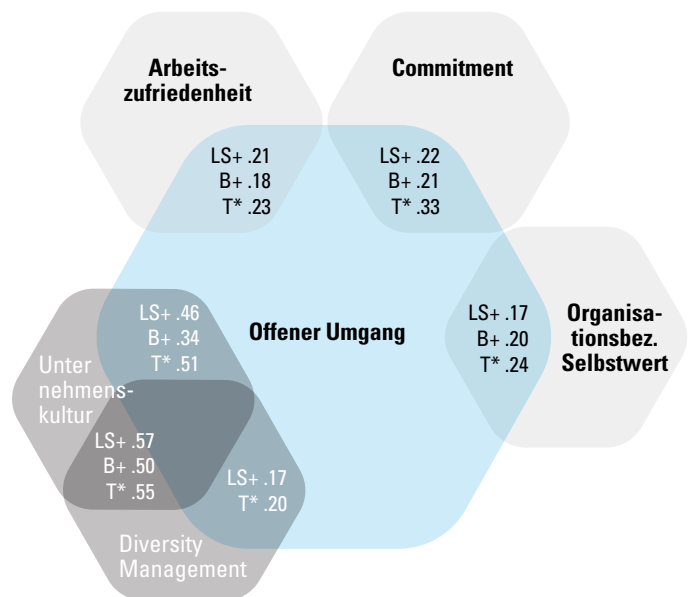 Arbeits-
zufriedenheit
Commitment
LS+ .21
B+ .18
T* .23
LS+ .22
B+ .21
T* .33
LS+ .46
B+ .34
T* .51
Offener Umgang
LS+ .17
B+ .20
T* .24
Organisa-
tionsbez.
Selbstwert
Unter
nehmens-
kultur
LS+ .57
B+ .50
T* .55
LS+ .17
T* .20
Diversity
Management